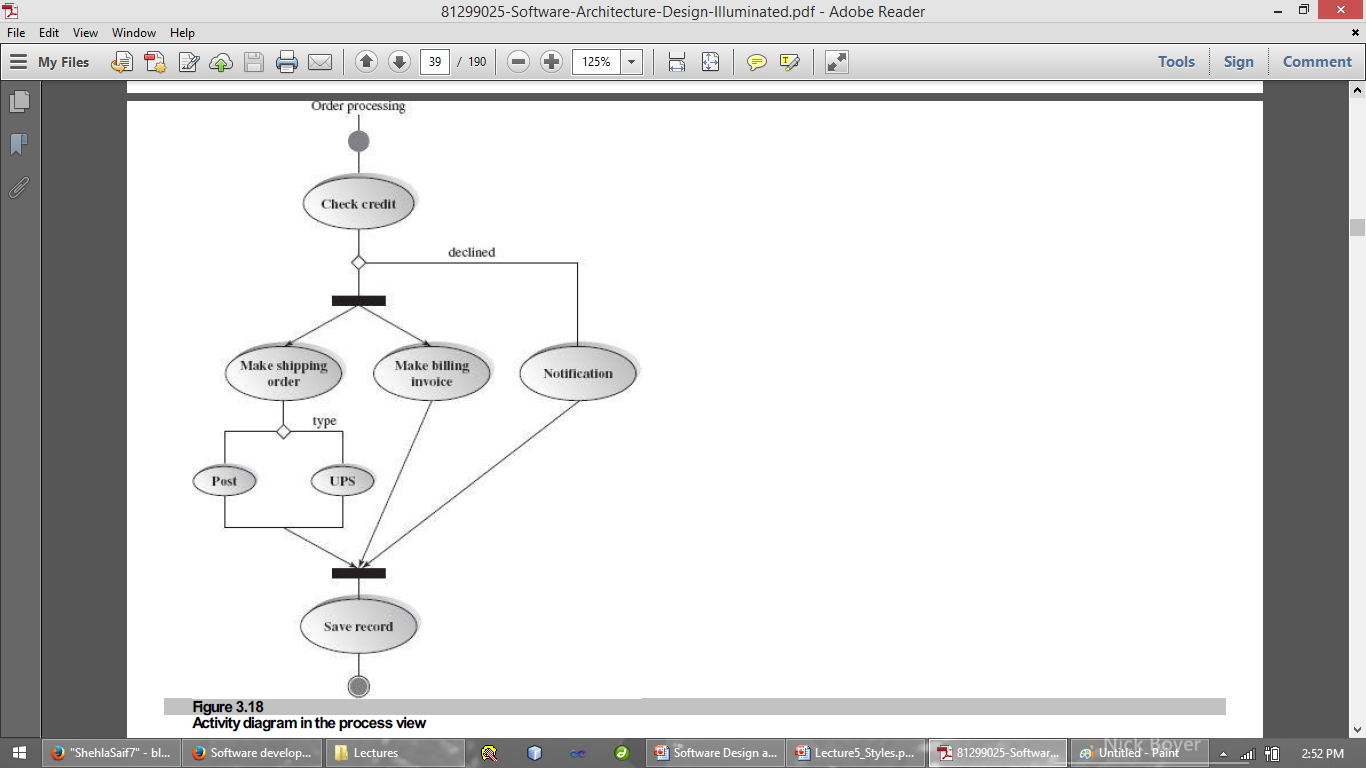 81299025-Software-Architecture-Design-Illuminated.pdf - Adobe Reader
File Edit View Window Help
My Files 39 / 190 125% Tools Sign Comment
Order processing
Check credit
declined
Make shipping order
Make billing invoice
Notification
type
Post
UPS
Save record
Figure 3.18
Activity diagram in the process view
"ShehlaSaif7" - bl...
Software develop...
Lectures
Software Design a...
Lecture5_Styles.p...
81299025-Softwar...
Untitled - Paint
Nick Boyer
2:52 PM